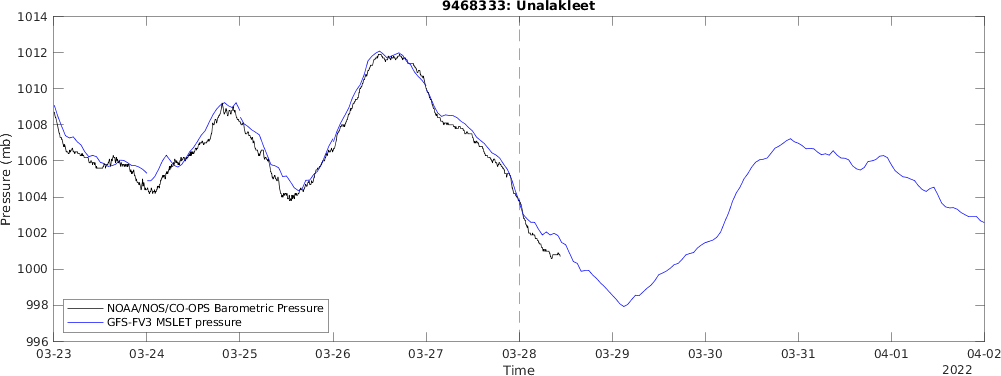 9468333: Unalakleet
1014
1012
1010
1008
1006
1004
1002
1000
998
996
Pressure (mb)
NOAA/NOS/CO-OPS Barometric Pressure
GFS-FV3 MSLET pressure
03-23 03-24 03-25 03-26 03-27 03-28 03-29 03-30 03-31 04-01 04-02
Time
2022